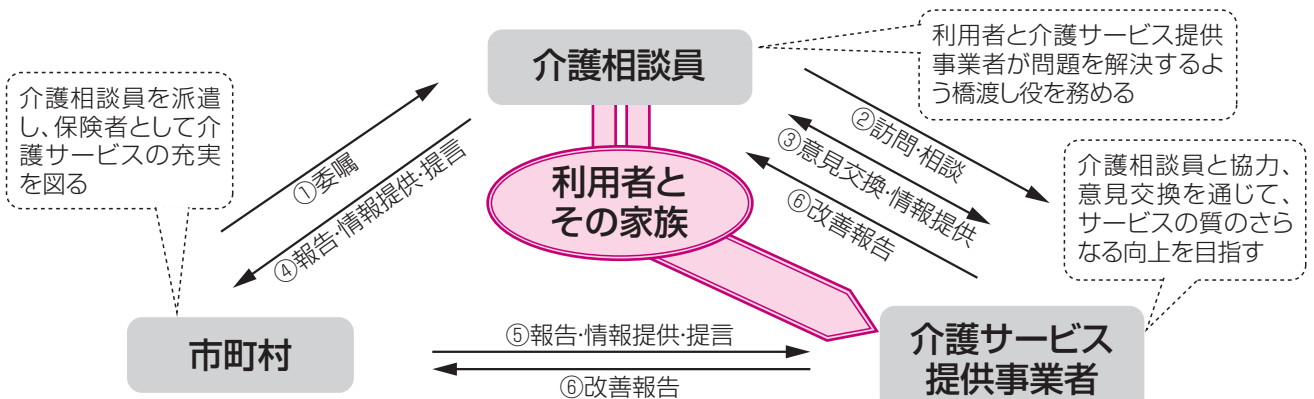 介護相談員
利用者と介護サービス提供
事業者が問題を解決するよ
う橋渡し役を務める
介護相談員を派遣
し、保険者として介
護サービスの充実
を図る
①委嘱
④報告・情報提供・提言
利用者と
その家族
②訪問・相談
③意見交換・情報提供
⑥改善報告
介護相談員と協力、
意見交換を通じて、
サービスの質のさら
なる向上を目指す
市町村
⑤報告・情報提供・提言
⑥改善報告
介護サービス
提供事業者